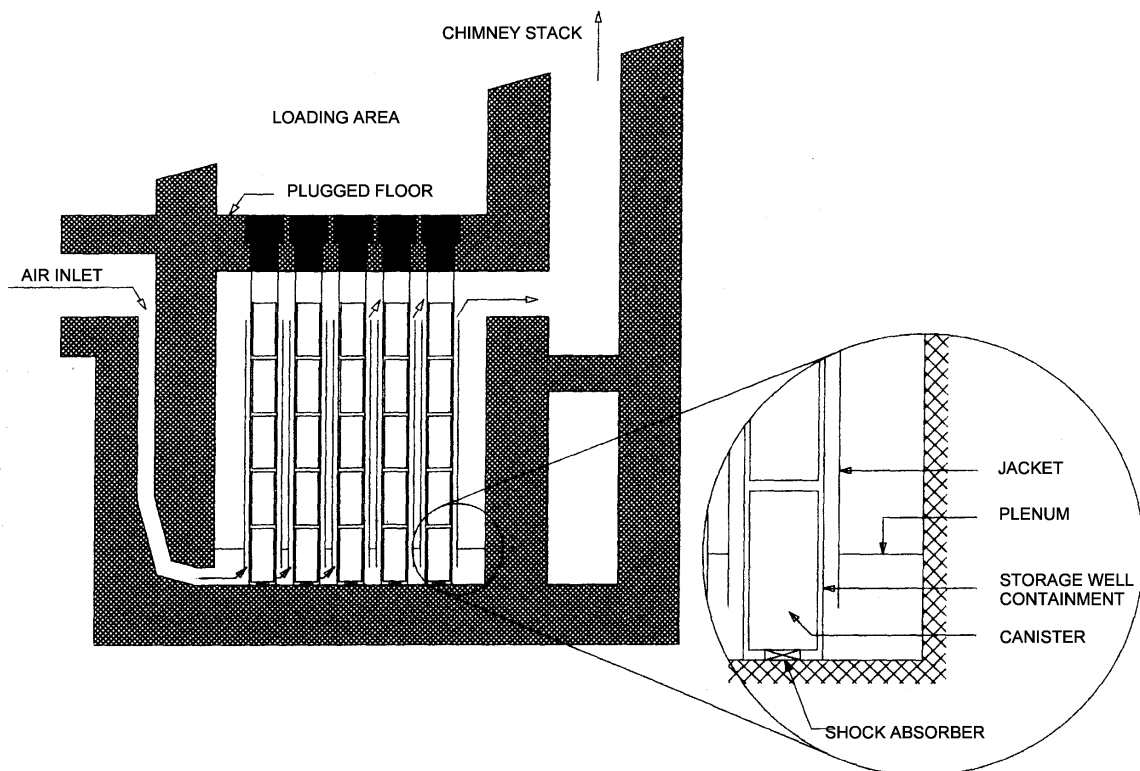 CHIMNEY STACK
LOADING AREA
PLUGGED FLOOR
AIR INLET
JACKET
PLENUM
STORAGE WELL
CONTAINMENT
CANISTER
SHOCK ABSORBER